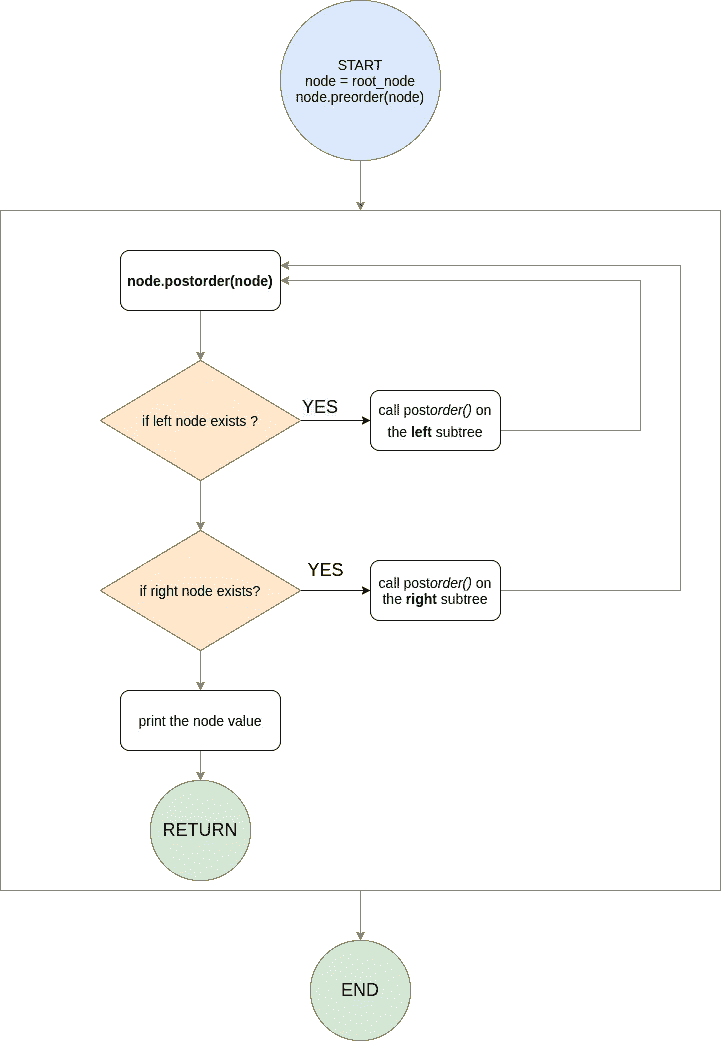 START
node = root_node
node.preorder(node)
node.postorder(node)
if left node exists ?
YES
call postorder() on
the left subtree
if right node exists?
YES
call postorder() on
the right subtree
print the node value
RETURN
END